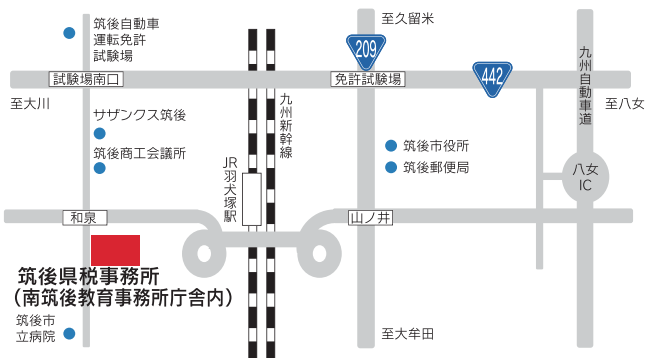 筑後自動車
運転免許
試験場
至久留米
209
442
九州自動車道
試験場南口
免許試験場
至大川
至八女
サザンクス筑後
九州新幹線
筑後商工会議所
筑後市役所
筑後郵便局
JR
羽犬塚駅
八女
IC
和泉
山ノ井
筑後県税事務所
(南筑後教育事務所庁舎内)
筑後市
立病院
至大牟田